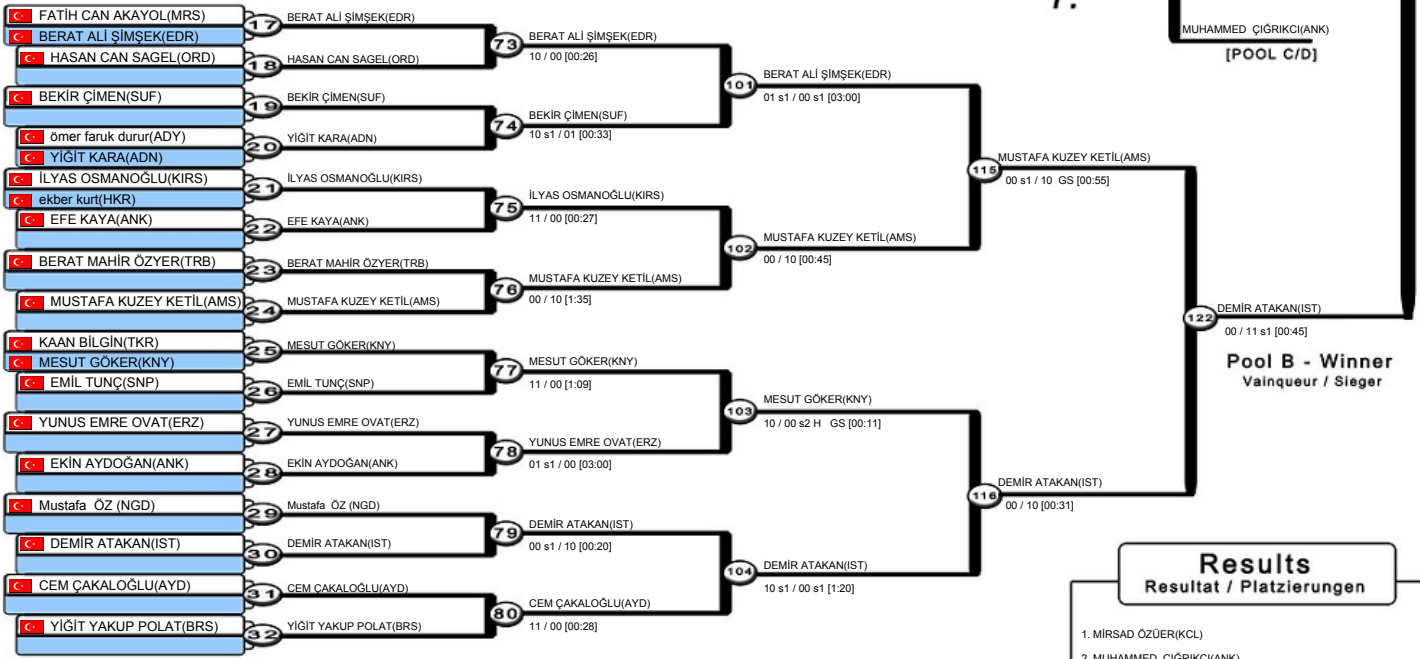 FATİH CAN AKAYOL(MRS)
BERAT ALİ ŞİMŞEK(EDR)
HASAN CAN SAGEL(ORD)
BEKİR ÇİMEN(SUF)
ömer faruk durur(ADY)
YİĞİT KARA(ADN)
İLYAS OSMANOĞLU(KIRS)
ekber kurt(HKR)
EFE KAYA(ANK)
BERAT MAHİR ÖZYER(TRB)
MUSTAFA KUZEY KETİL(AMS)
KAAN BİLGİN(TKR)
MESUT GÖKER(KNY)
EMİL TUNÇ(SNP)
YUNUS EMRE OVAT(ERZ)
EKİN AYDOĞAN(ANK)
Mustafa ÖZ (NGD)
DEMİR ATAKAN(IST)
CEM ÇAKALOĞLU(AYD)
YİĞİT YAKUP POLAT(BRS)
17
BERAT ALİ ŞİMŞEK(EDR)
18
HASAN CAN SAGEL(ORD)
19
BEKİR ÇİMEN(SUF)
20
YİĞİT KARA(ADN)
21
İLYAS OSMANOĞLU(KIRS)
22
EFE KAYA(ANK)
23
BERAT MAHİR ÖZYER(TRB)
24
MUSTAFA KUZEY KETİL(AMS)
25
MESUT GÖKER(KNY)
26
EMİL TUNÇ(SNP)
27
YUNUS EMRE OVAT(ERZ)
28
EKİN AYDOĞAN(ANK)
29
Mustafa ÖZ (NGD)
30
DEMİR ATAKAN(IST)
31
CEM ÇAKALOĞLU(AYD)
32
YİĞİT YAKUP POLAT(BRS)
73
BERAT ALİ ŞİMŞEK(EDR)
10 / 00 [00:26]
74
BEKİR ÇİMEN(SUF)
10 s1 / 01 [00:33]
75
İLYAS OSMANOĞLU(KIRS)
11 / 00 [00:27]
76
MUSTAFA KUZEY KETİL(AMS)
00 / 10 [1:35]
77
MESUT GÖKER(KNY)
11 / 00 [1:09]
78
YUNUS EMRE OVAT(ERZ)
01 s1 / 00 [03:00]
79
DEMİR ATAKAN(IST)
00 s1 / 10 [00:20]
80
CEM ÇAKALOĞLU(AYD)
11 / 00 [00:28]
101
BERAT ALİ ŞİMŞEK(EDR)
01 s1 / 00 s1 [03:00]
102
MUSTAFA KUZEY KETİL(AMS)
00 / 10 [00:45]
103
MESUT GÖKER(KNY)
10 / 00 s2 H GS [00:11]
104
DEMİR ATAKAN(IST)
10 s1 / 00 s1 [1:20]
115
MUSTAFA KUZEY KETİL(AMS)
00 s1 / 10 GS [00:55]
116
DEMİR ATAKAN(IST)
00 / 10 [00:31]
122
DEMİR ATAKAN(IST)
00 / 11 s1 [00:45]
Pool B - Winner
Vainqueur / Sieger
MUHAMMED ÇIĞRIKCI(ANK)
[POOL C/D]
Results
Resultat / Platzierungen
1. MİRSAD ÖZÜER(KCL)
2. MUHAMMED ÇIĞRIKCI(ANK)